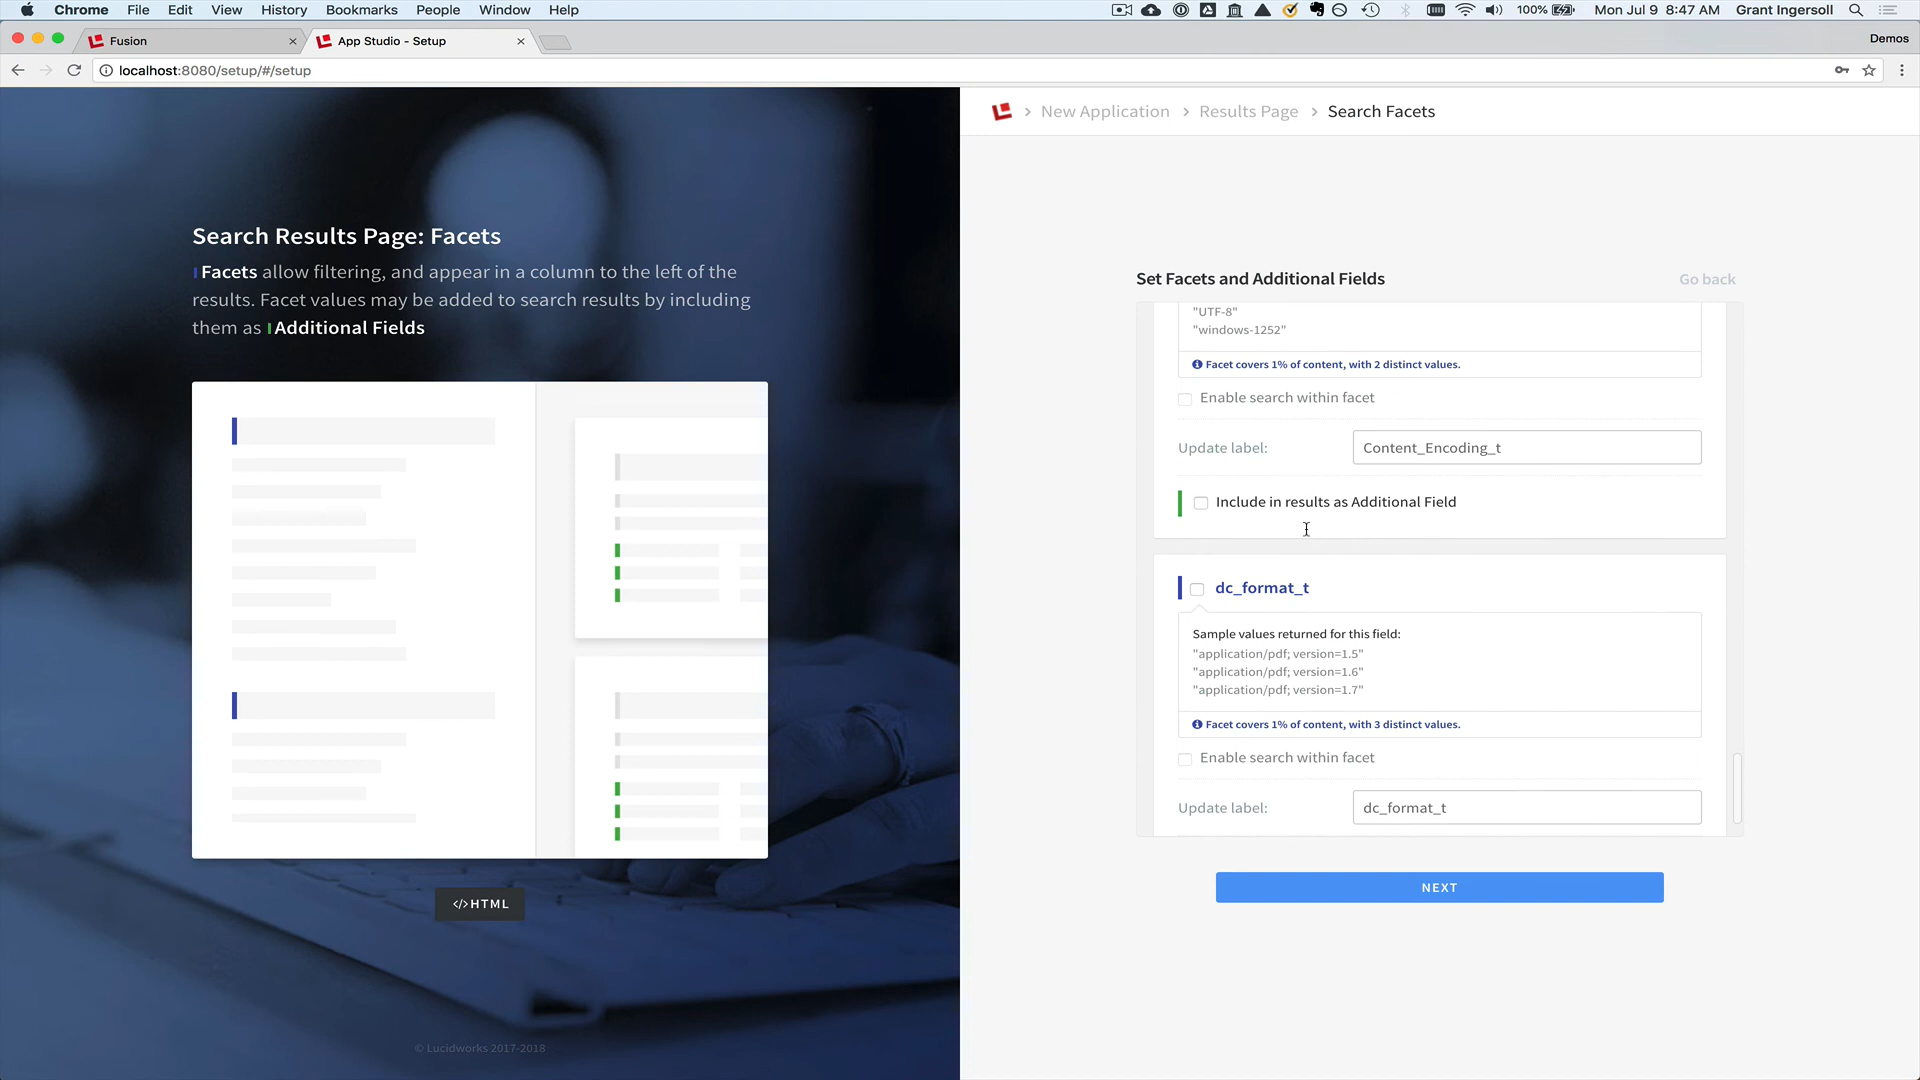 Chrome File Edit View History Bookmarks People Window Help 100% Mon Jul 9 8:47 AM Grant Ingersoll
Fusion App Studio - Setup Demos
localhost:8080/setup/#/setup
New Application Results Page Search Facets
Search Results Page: Facets
Facets allow filtering, and appear in a column to the left of the
results. Facet values may be added to search results by including
them as Additional Fields
</>HTML
© Lucidworks 2017-2018
Set Facets and Additional Fields Go back
"UTF-8"
"windows-1252"
Facet covers 1% of content, with 2 distinct values.
Enable search within facet
Update label: Content_Encoding_t
Include in results as Additional Field
dc_format_t
Sample values returned for this field:
"application/pdf; version=1.5"
"application/pdf; version=1.6"
"application/pdf; version=1.7"
Facet covers 1% of content, with 3 distinct values.
Enable search within facet
Update label: dc_format_t
NEXT